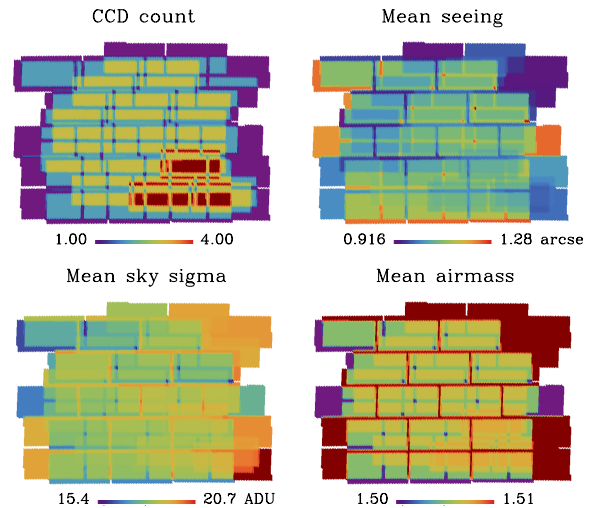 CCD count Mean seeing
1.00 4.00 0.916 1.28 arcse
Mean sky sigma Mean airmass
15.4 20.7 ADU 1.50 1.51